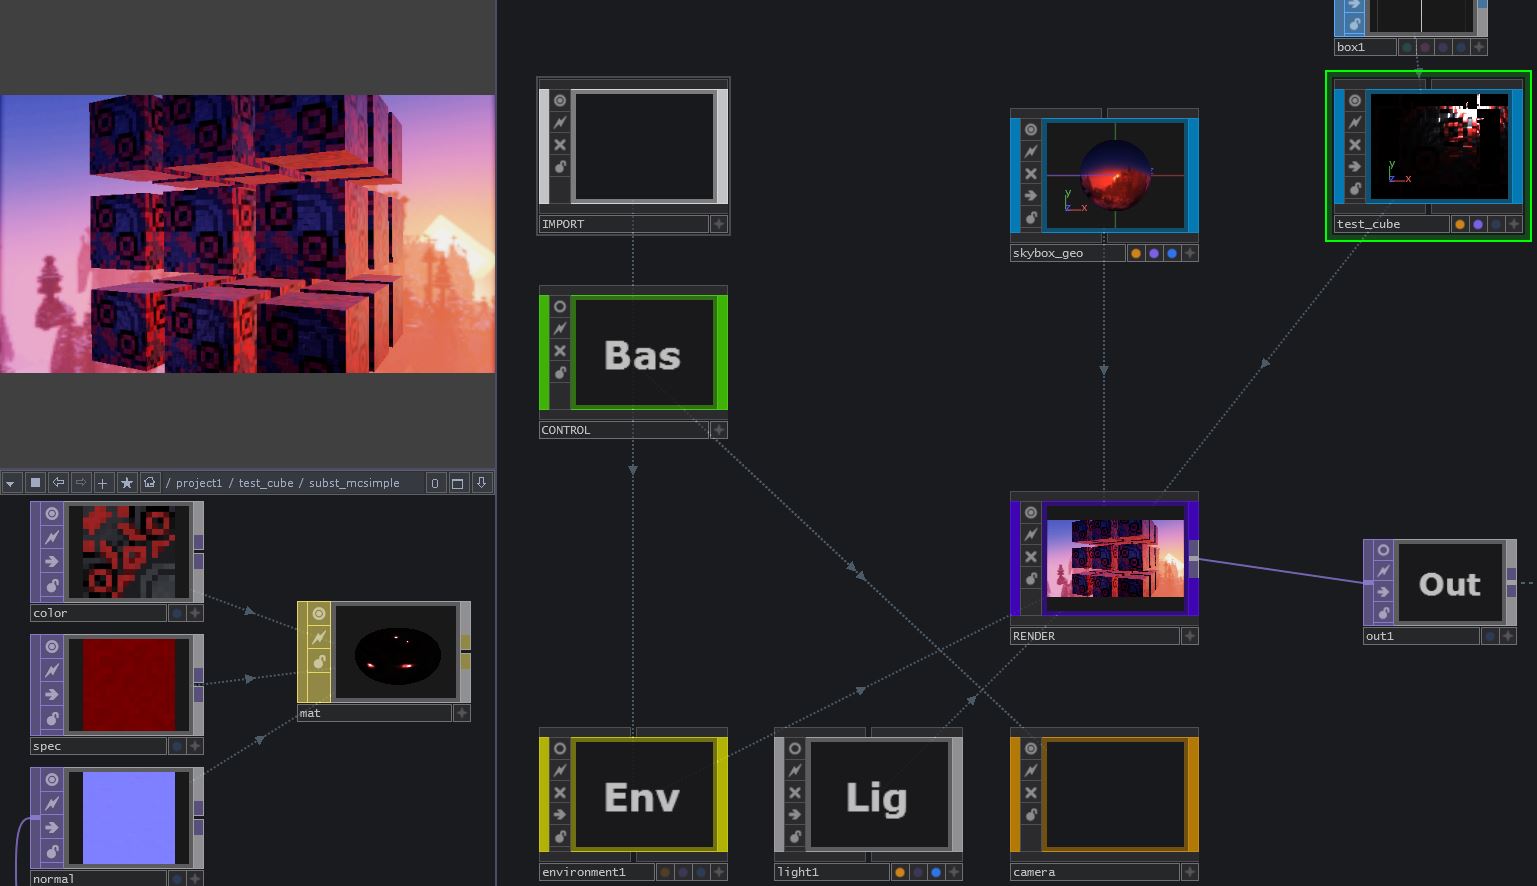 box1
IMPORT
y
z
x
skybox_geo
y
z
x
test_cube
Bas
CONTROL
/ project1 / test_cube / subst_mcsimple
0
color
mat
spec
normal
RENDER
Out
out1
Env
environment1
Lig
light1
camera